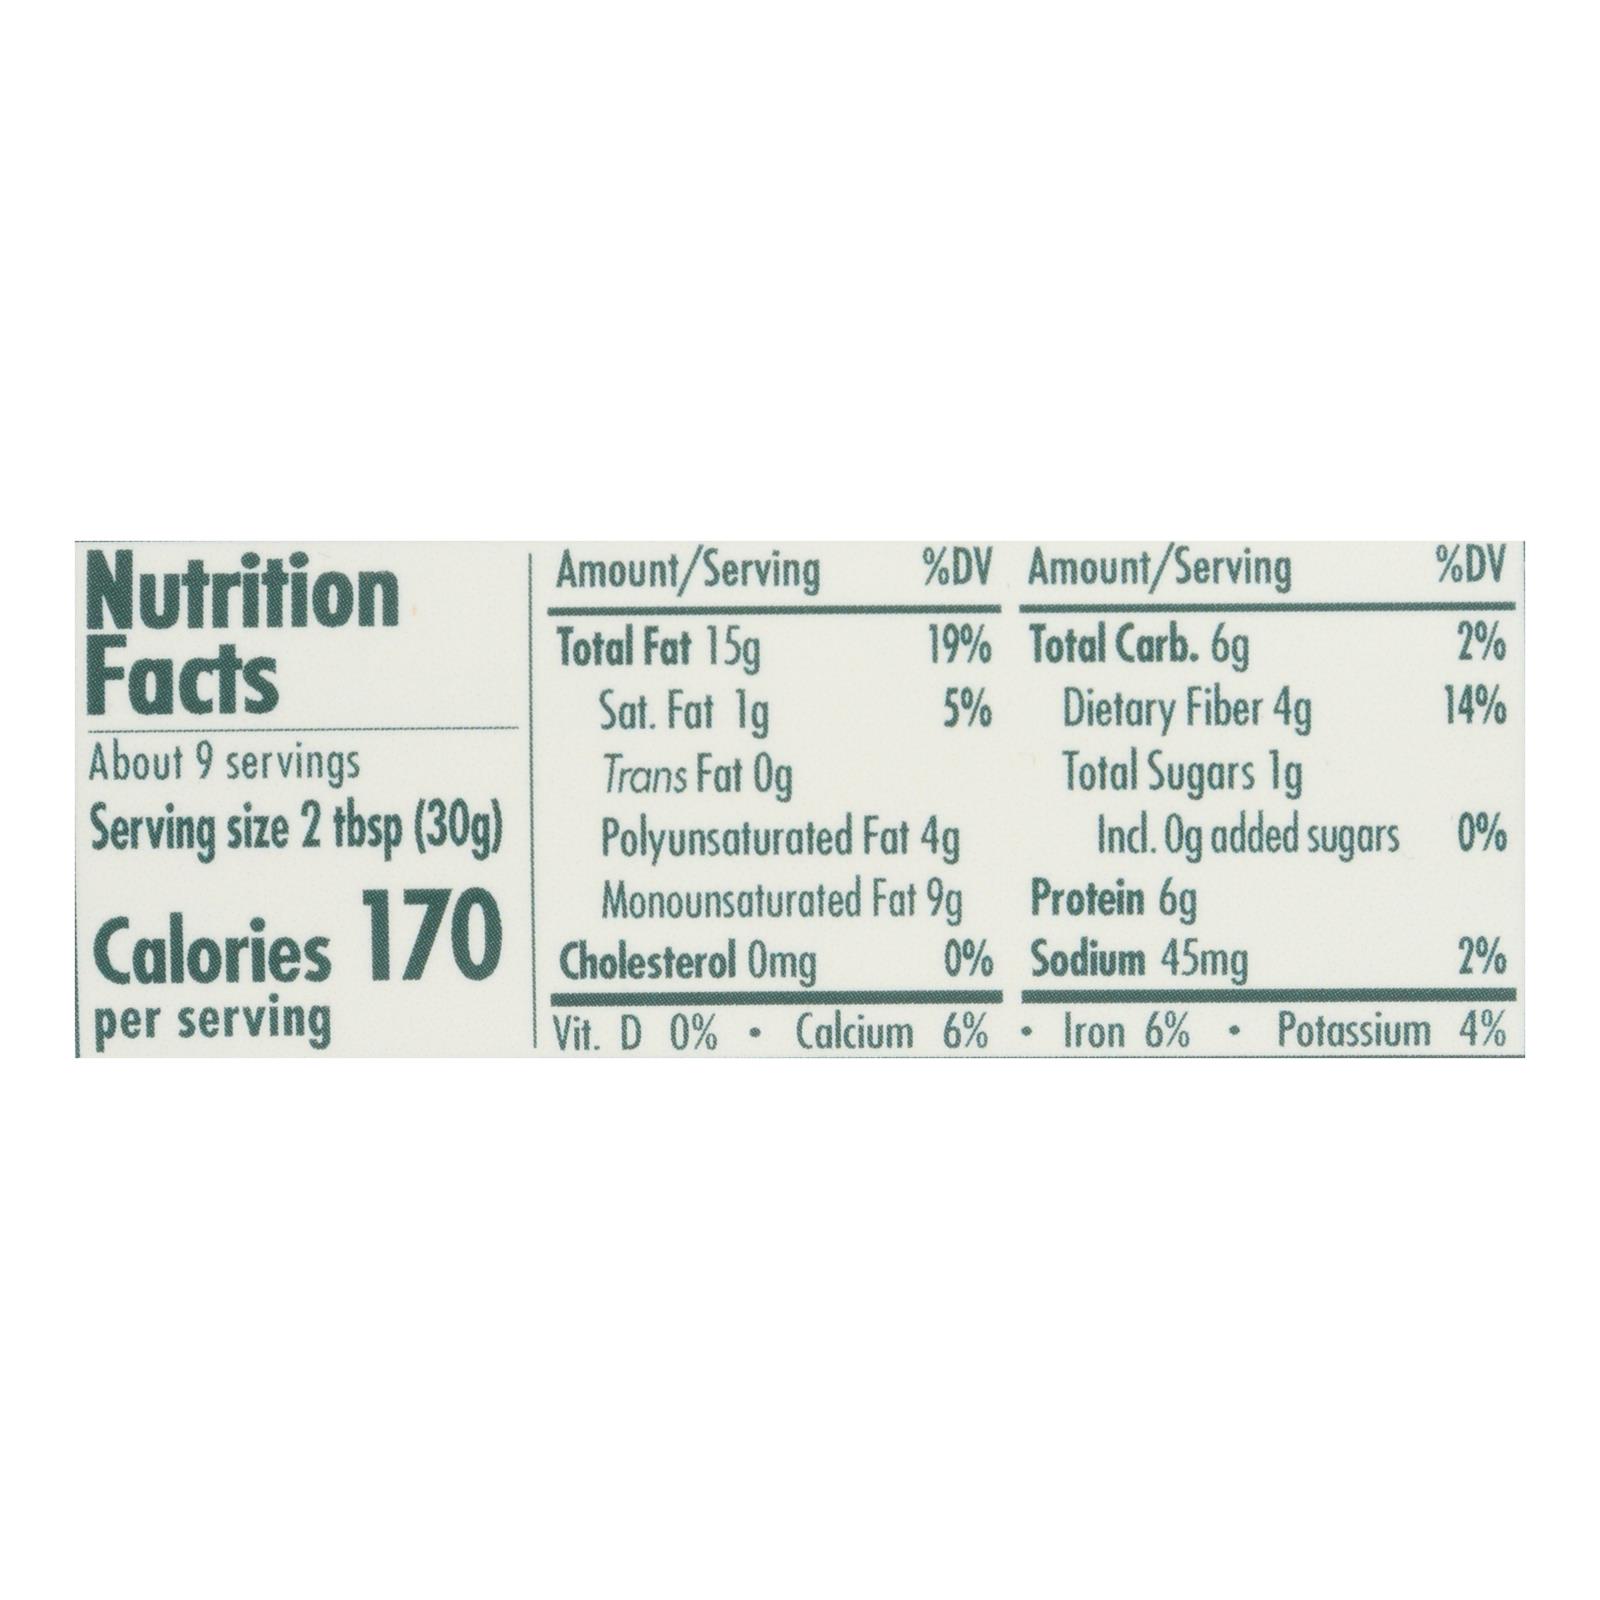 Nutrition
Facts
About 9 servings
Serving size 2 tbsp (30g)
Calories 170
per serving
Amount/Serving %DV
Total Fat 15g 19%
Sat. Fat 1g 5%
Trans Fat 0g
Polyunsaturated Fat 4g
Monounsaturated Fat 9g
Cholesterol 0mg 0%
Amount/Serving %DV
Total Carb. 6g 2%
Dietary Fiber 4g 14%
Total Sugars 1g
Incl. 0g added sugars 0%
Protein 6g
Sodium 45mg 2%
Vit. D 0% • Calcium 6% • Iron 6% • Potassium 4%